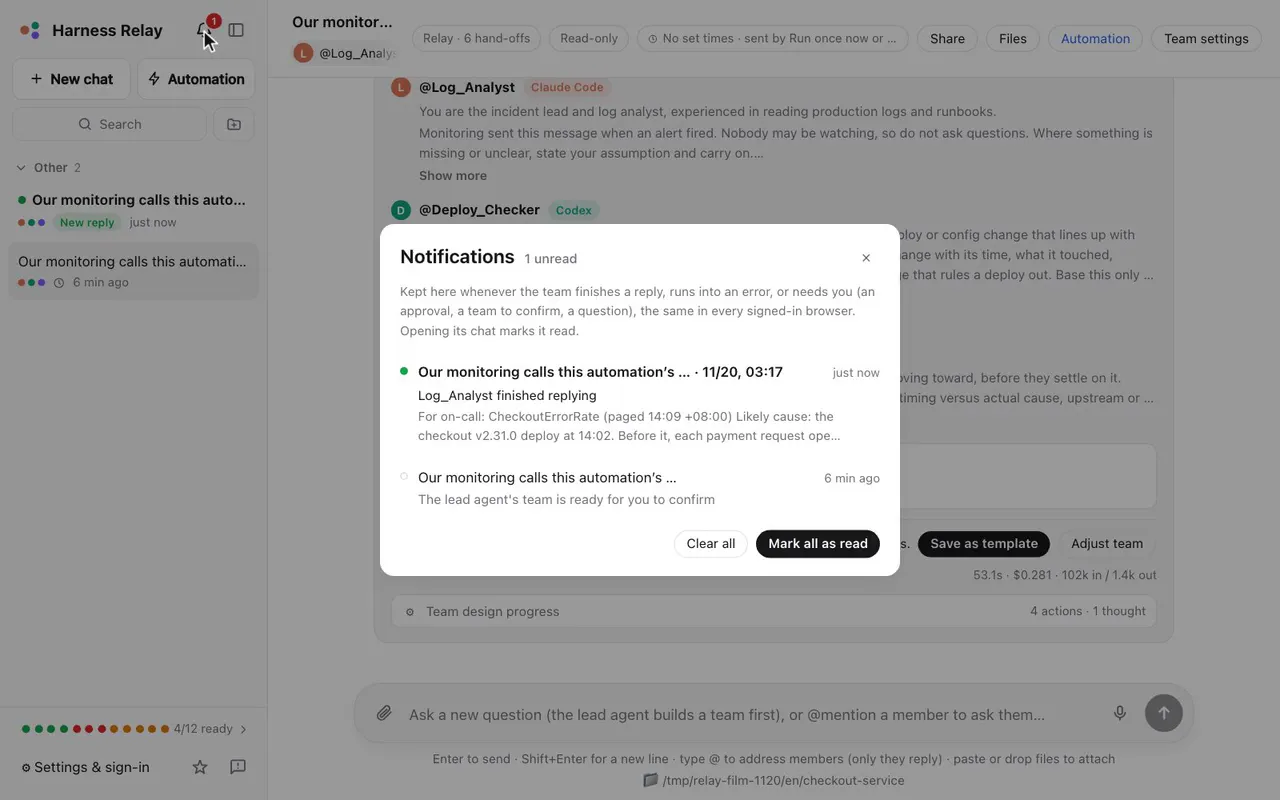 Harness Relay
1
New chat
Automation
Search
Other 2
Our monitoring calls this auto...
New reply just now
Our monitoring calls this automati...
6 min ago
4/12 ready
Settings & sign-in
Our monitor...
L @Log_Analys
Relay · 6 hand-offs
Read-only
No set times · sent by Run once now or ...
Share
Files
Automation
Team settings
L @Log_Analyst Claude Code
You are the incident lead and log analyst, experienced in reading production logs and runbooks.
Monitoring sent this message when an alert fired. Nobody may be watching, so do not ask questions. Where something is
missing or unclear, state your assumption and carry on....
Show more
D @Deploy_Checker Codex
ploy or config change that lines up with
ange with its time, what it touched,
e that rules a deploy out. Base this only ...
oving toward, before they settle on it.
timing versus actual cause, upstream or ...
Notifications 1 unread
Kept here whenever the team finishes a reply, runs into an error, or needs you (an
approval, a team to confirm, a question), the same in every signed-in browser.
Opening its chat marks it read.
Our monitoring calls this automation's ... · 11/20, 03:17 just now
Log_Analyst finished replying
For on-call: CheckoutErrorRate (paged 14:09 +08:00) Likely cause: the
checkout v2.31.0 deploy at 14:02. Before it, each payment request ope...
Our monitoring calls this automation's ... 6 min ago
The lead agent's team is ready for you to confirm
Clear all
Mark all as read
s.
Save as template
Adjust team
53.1s · $0.281 · 102k in / 1.4k out
Team design progress
4 actions · 1 thought
Ask a new question (the lead agent builds a team first), or @mention a member to ask them...
Enter to send · Shift+Enter for a new line · type @ to address members (only they reply) · paste or drop files to attach
/tmp/relay-film-1120/en/checkout-service